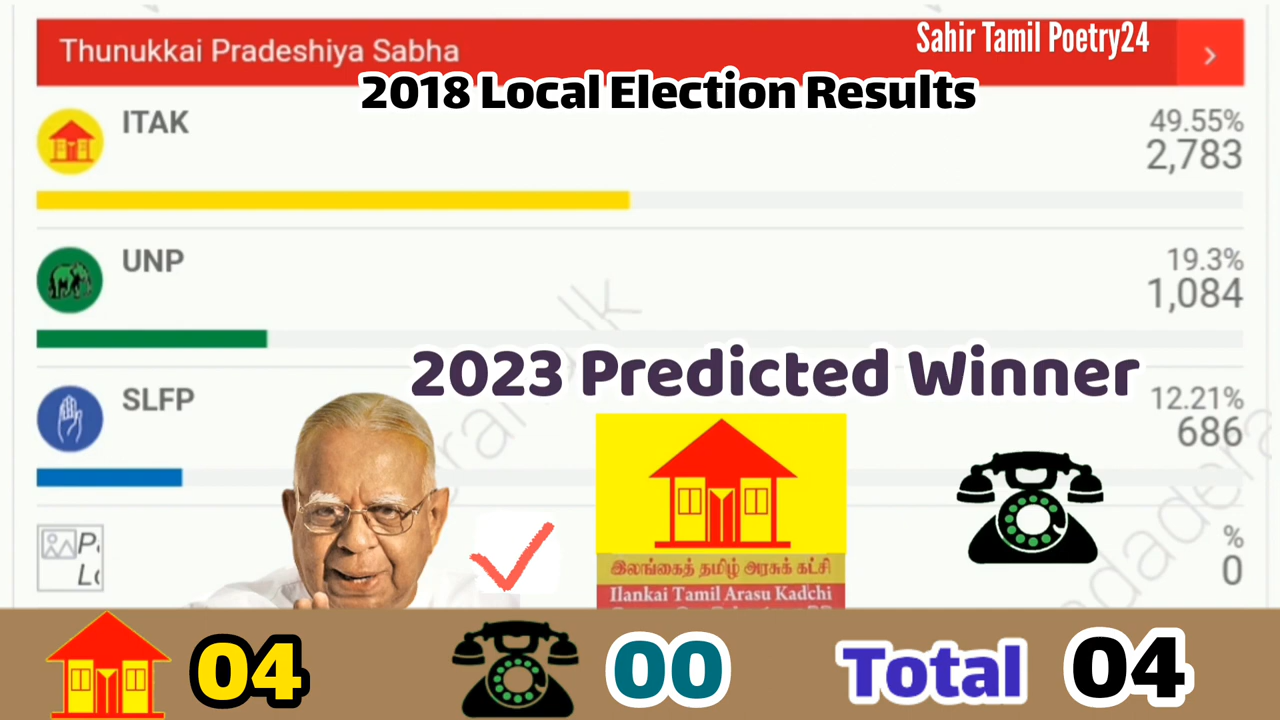 Thunukkai Pradeshiya Sabha
Sahir Tamil Poetry24
2018 Local Election Results
ITAK
49.55%
2,783
UNP
19.3%
1,084
2023 Predicted Winner
SLFP
12.21%
686
%
0
இலங்கைத் தமிழ் அரசுக் கட்சி
Ilankai Tamil Arasu Kadchi
04
00
Total 04